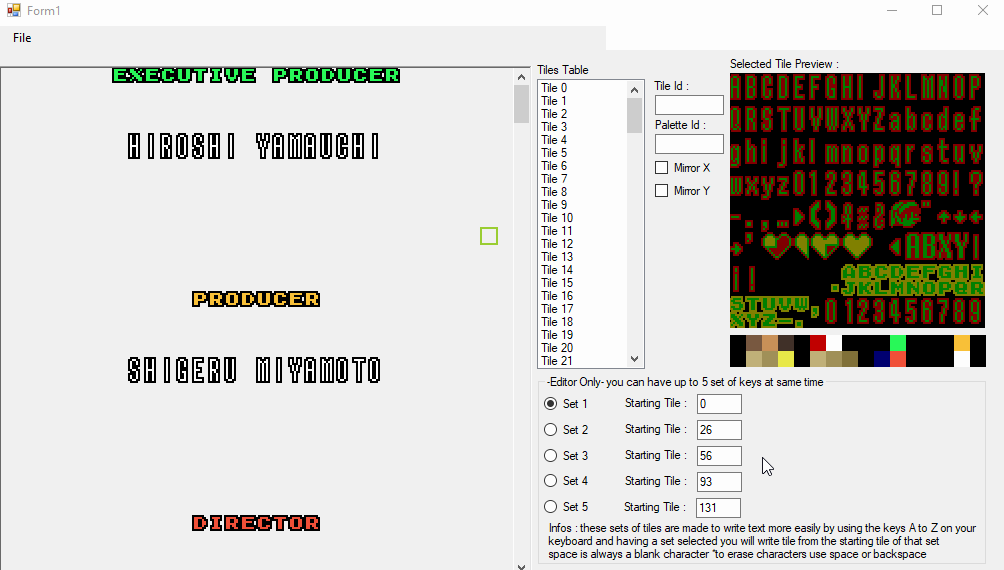 Form1
File
EXECUTIVE PRODUCER
HIROSHI YAMAUCHI
PRODUCER
SHIGERU MIYAMOTO
DIRECTOR
Tiles Table
Tile 0
Tile 1
Tile 2
Tile 3
Tile 4
Tile 5
Tile 6
Tile 7
Tile 8
Tile 9
Tile 10
Tile 11
Tile 12
Tile 13
Tile 14
Tile 15
Tile 16
Tile 17
Tile 18
Tile 19
Tile 20
Tile 21
Tile Id :
Palette Id :
Mirror X
Mirror Y
Selected Tile Preview :
ABCDEFGHIJKLMNOP
QRSTUVWXYZabcdef
ghijklmnopqrstuv
wxyz0123456789!?
ABXY
ABCDEFGHI
.JKLMNOPQR
STUVW,
XYZ-.
0123456789
-Editor Only- you can have up to 5 set of keys at same time
Set 1 Starting Tile : 0
Set 2 Starting Tile : 26
Set 3 Starting Tile : 56
Set 4 Starting Tile : 93
Set 5 Starting Tile : 131
Infos : these sets of tiles are made to write text more easily by using the keys A to Z on your
keyboard and having a set selected you will write tile from the starting tile of that set
space is always a blank character *to erase characters use space or backspace